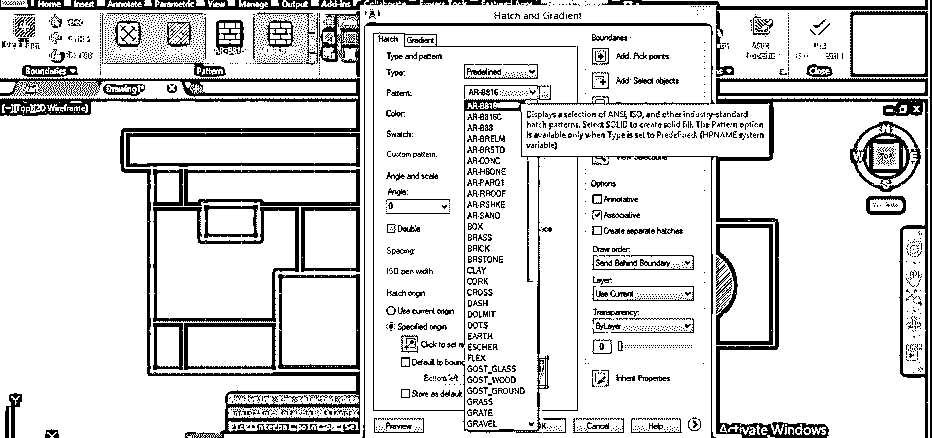 Home Insert Annotate Parametric View Manage Output Add-ins
Hatch and Gradient
Boundaries
Pattern
Close
Drawing1*
[-][Top][2D Wireframe]
Hatch
Gradient
Type and pattern
Type:
Predefined
Pattern:
AR-B816
Color:
Swatch:
Custom pattern:
Angle and scale
Angle:
0
Double
Spacing:
ISO pen width
Hatch origin
Use current origin
Specified origin
Click to set n
Default to boun
Bottom left
Store as default
Preview
AR-B816
AR-B816C
AR-B88
AR-BRELM
AR-BRSTD
AR-CONC
AR-HBONE
AR-PARQ1
AR-RROOF
AR-RSHKE
AR-SAND
BOX
BRASS
BRICK
BRSTONE
CLAY
CORK
CROSS
DASH
DOLMIT
DOTS
EARTH
ESCHER
FLEX
GOST_GLASS
GOST_WOOD
GOST_GROUND
GRASS
GRATE
GRAVEL
Boundaries
Add: Pick points
Add: Select objects
Displays a selection of ANSI, ISO, and other industry-standard
hatch patterns. Select SOLID to create solid fill. The Pattern option
is available only when Type is set to Predefined. (HPNAME system
variable)
View Selections
Options
Annotative
Associative
Create separate hatches
Draw order:
Send Behind Boundary
Layer:
Use Current
Transparency:
ByLayer
0
Inherit Properties
Cancel
Help
W
E
S
Y
Activate Windows